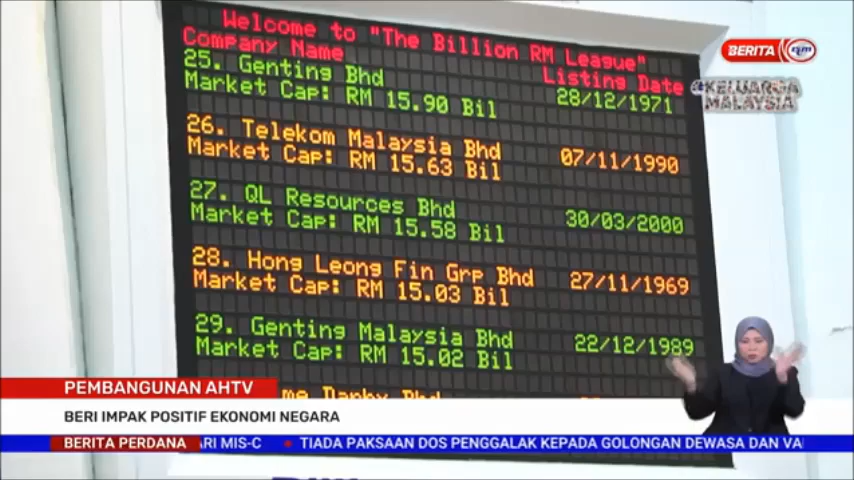 Welcome to "The Billion RM League"
Company Name
Listing Date
25. Genting Bhd
28/12/1971
Market Cap: RM 15.90 Bil
26. Telekom Malaysia Bhd
07/11/1990
Market Cap: RM 15.63 Bil
27. QL Resources Bhd
30/03/2000
Market Cap: RM 15.58 Bil
28. Hong Leong Fin Grp Bhd
27/11/1969
Market Cap: RM 15.03 Bil
29. Genting Malaysia Bhd
22/12/1989
Market Cap: RM 15.02 Bil
BERITA rtm
#KELUARGA
MALAYSIA
PEMBANGUNAN AHTV
BERI IMPAK POSITIF EKONOMI NEGARA
BERITA PERDANA ARI MIS-C • TIADA PAKSAAN DOS PENGGALAK KEPADA GOLONGAN DEWASA DAN